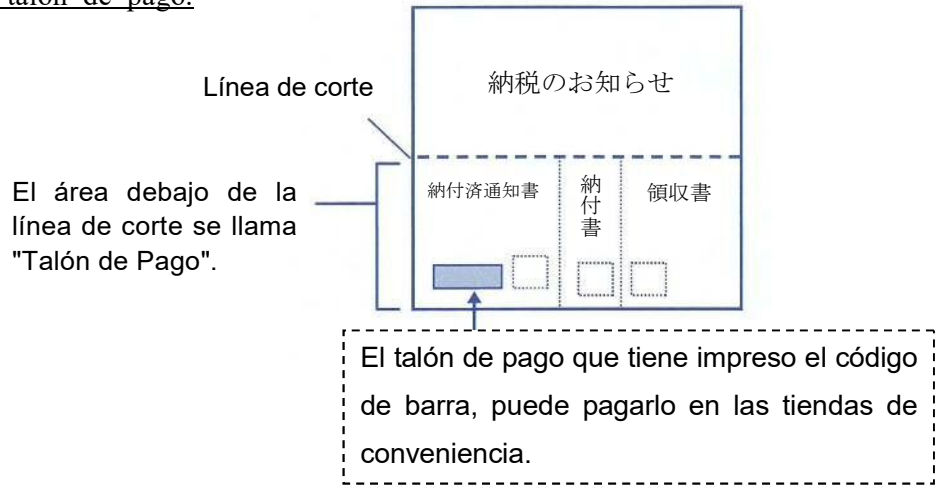 talón de pago.
Línea de corte
納税のお知らせ
El área debajo de la
línea de corte se llama
"Talón de Pago".
納付済通知書
納付書
領収書
El talón de pago que tiene impreso el código
de barra, puede pagarlo en las tiendas de
conveniencia.